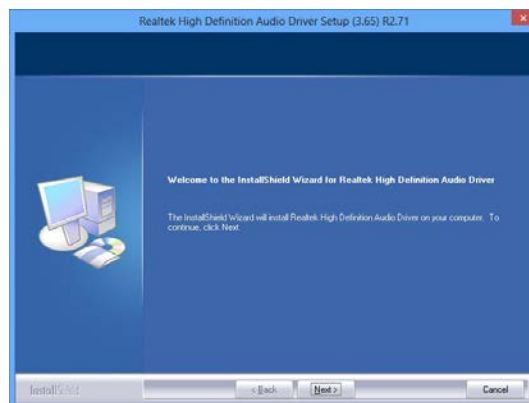 Realtek High Definition Audio Driver Setup (3.65) R2.71
x
Welcome to the InstallShield Wizard for Realtek High Definition Audio Driver
The InstallShield Wizard will install Realtek High Definition Audio Driver on your computer. To
continue, click Next.
InstallShield
< Back
Next >
Cancel